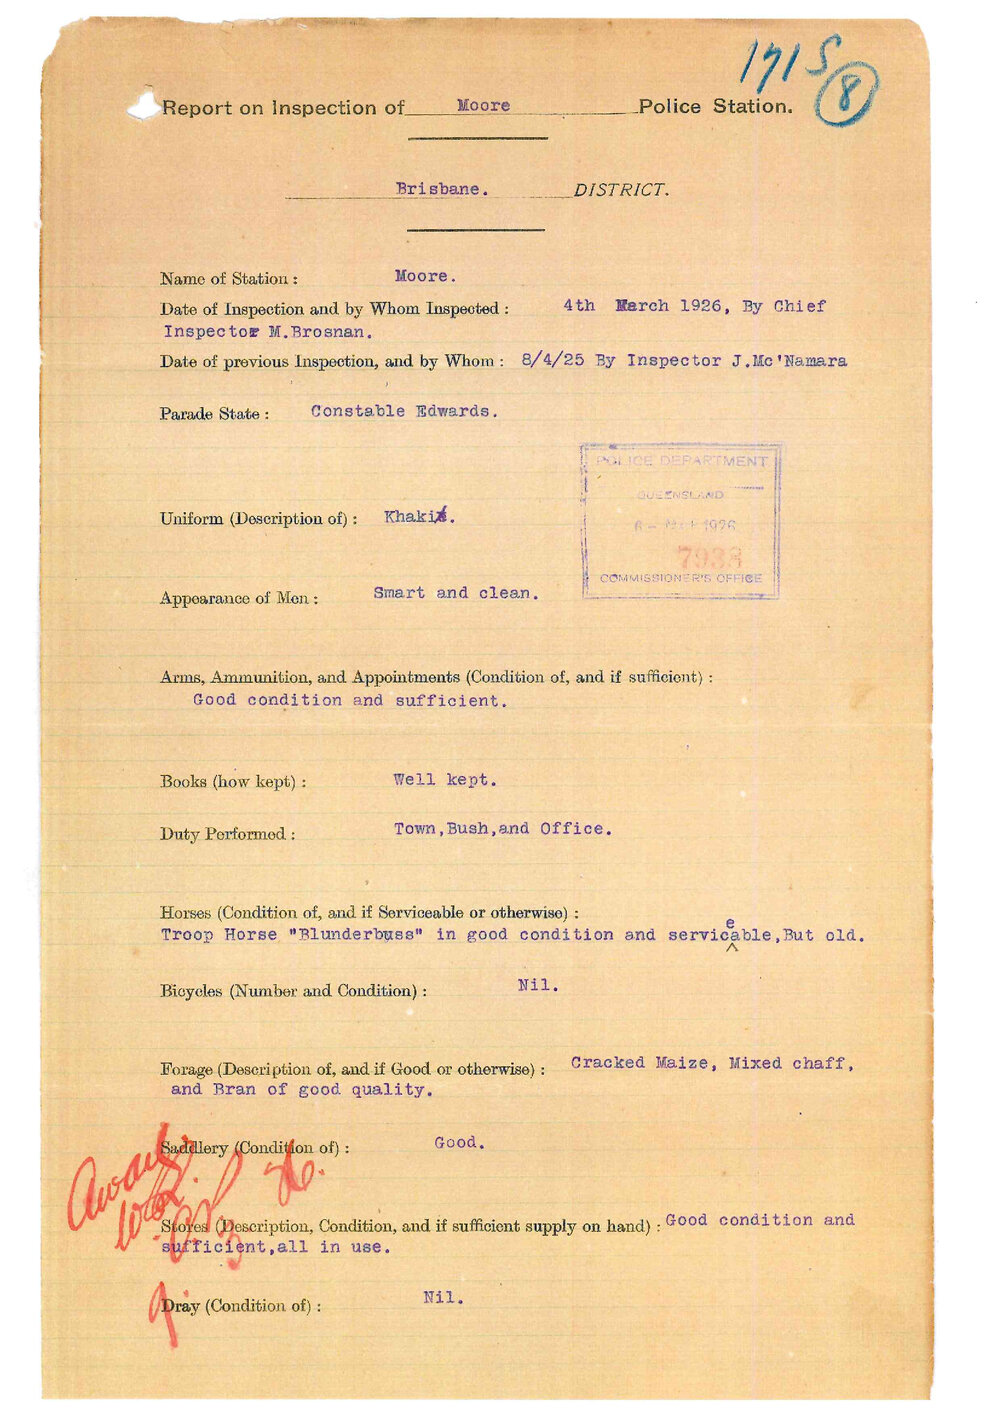 171S
8
Report on Inspection of Moore Police Station.
Brisbane. DISTRICT.
Name of Station : Moore.
Date of Inspection and by Whom Inspected : 4th March 1926, By Chief
Inspector M.Brosnan.
Date of previous Inspection, and by Whom : 8/4/25 By Inspector J.Mc'Namara
Parade State : Constable Edwards.
POLICE DEPARTMENT
QUEENSLAND
Uniform (Description of) : Khaki.
6 - MAR 1926
7938
COMMISSIONER'S OFFICE
Appearance of Men : Smart and clean.
Arms, Ammunition, and Appointments (Condition of, and if sufficient) :
Good condition and sufficient.
Books (how kept) : Well kept.
Duty Performed : Town,Bush,and Office.
Horses (Condition of, and if Serviceable or otherwise) :
Troop Horse "Blunderbuss" in good condition and serviceable,But old.
Bicycles (Number and Condition) : Nil.
Forage (Description of, and if Good or otherwise) : Cracked Maize, Mixed chaff,
and Bran of good quality.
Saddlery (Condition of) : Good.
Stores (Description, Condition, and if sufficient supply on hand) : Good condition and
sufficient,all in use.
Dray (Condition of) : Nil.